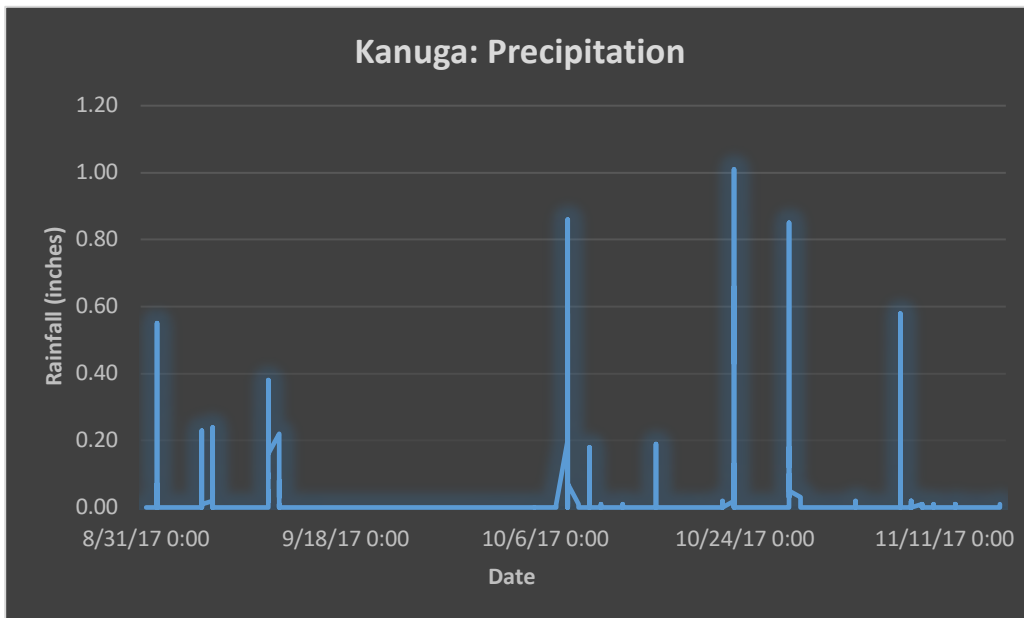 Kanuga: Precipitation
1.20
1.00
0.80
0.60
0.40
0.20
0.00
Rainfall (inches)
8/31/17 0:00 9/18/17 0:00 10/6/17 0:00 10/24/17 0:00 11/11/17 0:00
Date